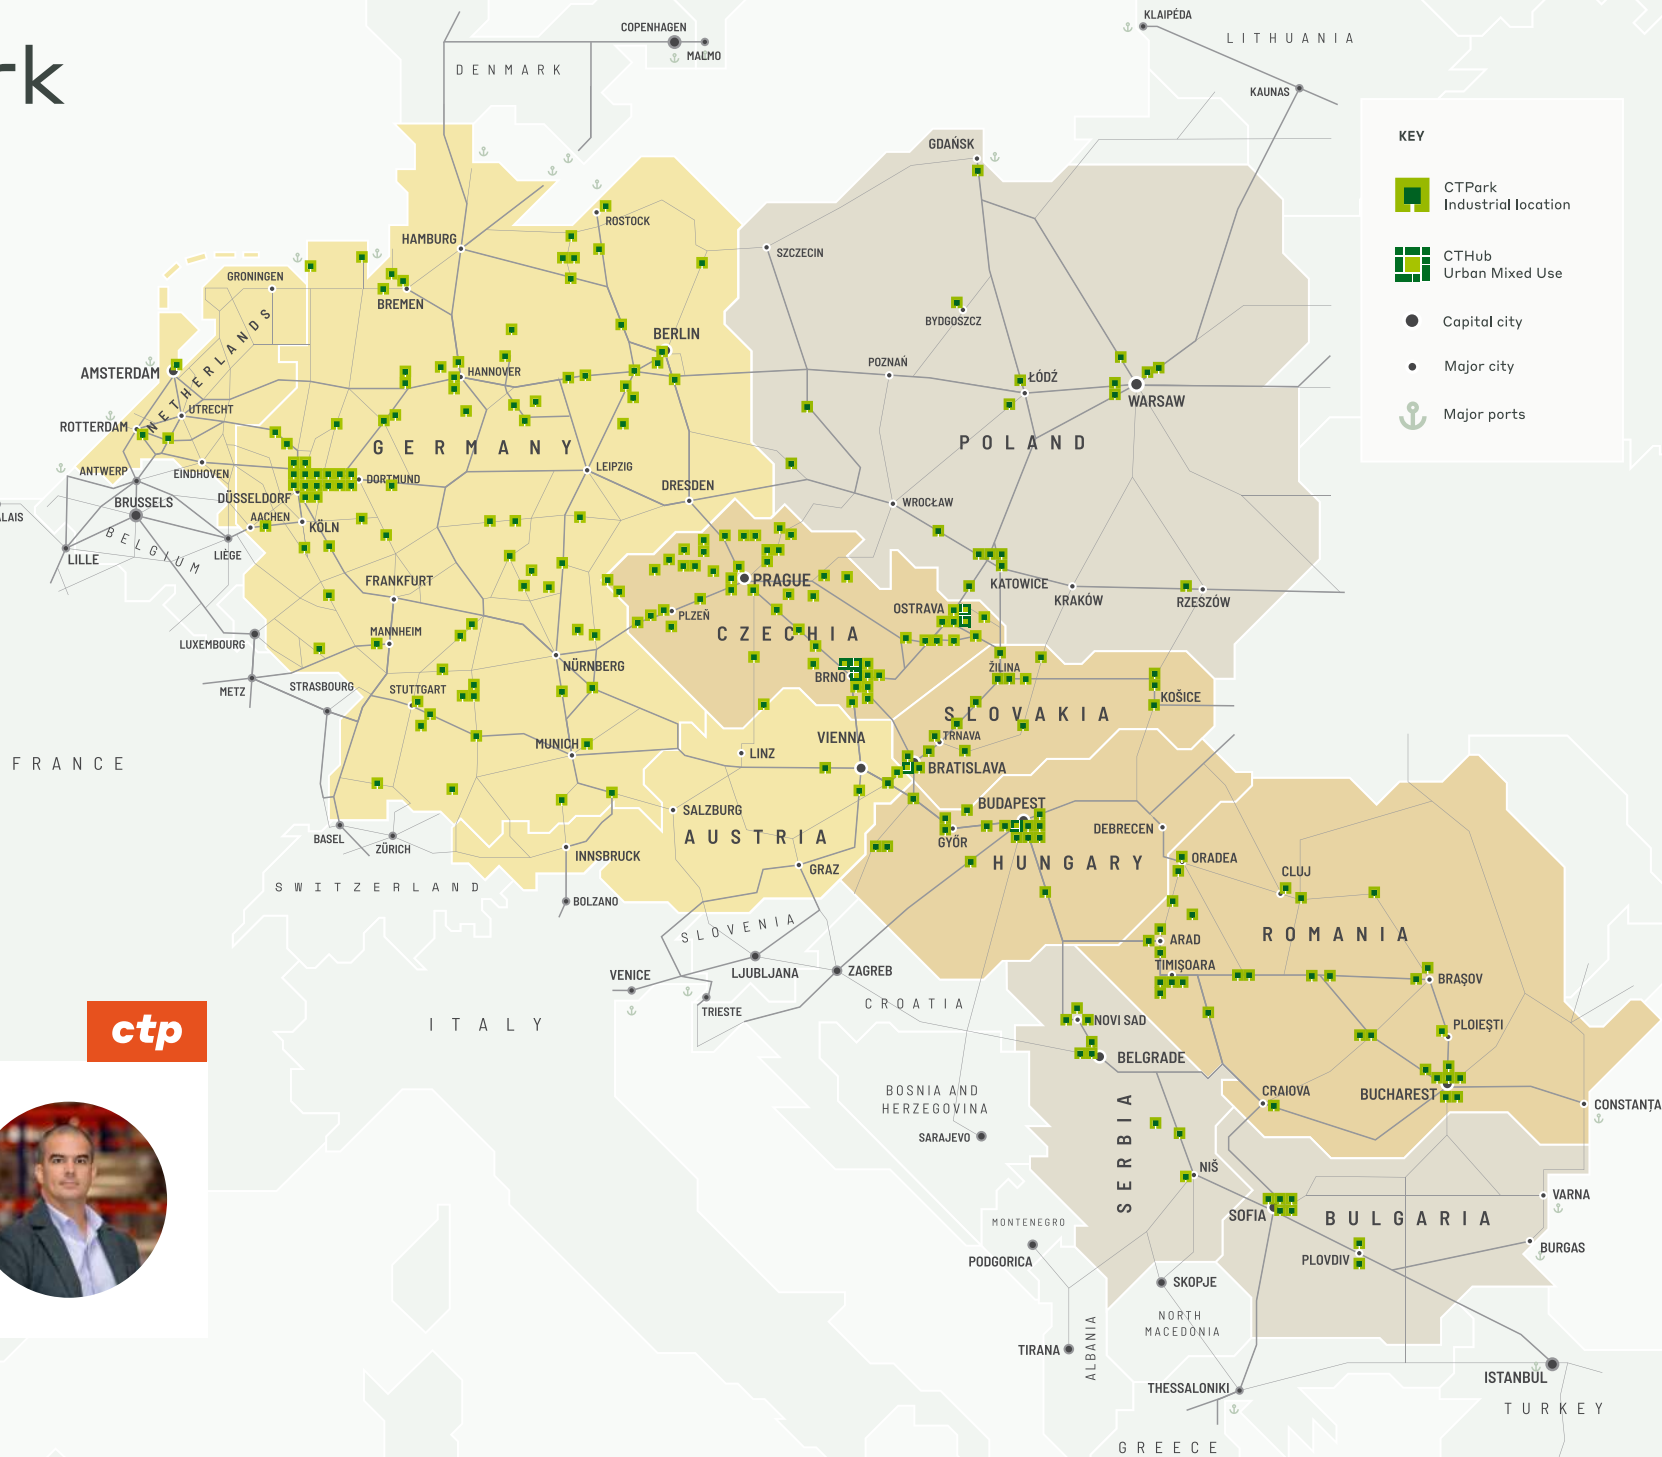 rk
KEY
CTPark
Industrial location
CTHub
Urban Mixed Use
Capital city
Major city
Major ports
COPENHAGEN
MALMO
DENMARK
KLAIPĖDA
LITHUANIA
KAUNAS
GDAŃSK
ROSTOCK
HAMBURG
SZCZECIN
GRONINGEN
BREMEN
BYDGOSZCZ
BERLIN
NETHERLANDS
AMSTERDAM
HANNOVER
POZNAŃ
ŁÓDŹ
WARSAW
UTRECHT
ROTTERDAM
GERMANY
POLAND
ANTWERP
EINDHOVEN
DORTMUND
LEIPZIG
DRESDEN
DÜSSELDORF
BRUSSELS
WROCŁAW
ALAIS
AACHEN
KÖLN
BELGIUM
LIÈGE
LILLE
FRANKFURT
PRAGUE
KATOWICE
KRAKÓW
RZESZÓW
OSTRAVA
PLZEŇ
CZECHIA
LUXEMBOURG
MANNHEIM
NÜRNBERG
ŽILINA
BRNO
METZ
STRASBOURG
STUTTGART
KOŠICE
SLOVAKIA
TRNAVA
VIENNA
MUNICH
LINZ
FRANCE
BRATISLAVA
BUDAPEST
SALZBURG
AUSTRIA
GYŐR
DEBRECEN
BASEL
ZÜRICH
INNSBRUCK
HUNGARY
ORADEA
GRAZ
CLUJ
SWITZERLAND
BOLZANO
SLOVENIA
ROMANIA
ARAD
TIMIȘOARA
LJUBLJANA
ZAGREB
VENICE
BRAȘOV
CROATIA
TRIESTE
NOVI SAD
ITALY
PLOIEȘTI
ctp
BELGRADE
BOSNIA AND
HERZEGOVINA
CRAIOVA
BUCHAREST
CONSTANȚA
SARAJEVO
SERBIA
NIŠ
VARNA
SOFIA
BULGARIA
MONTENEGRO
BURGAS
PLOVDIV
PODGORICA
SKOPJE
NORTH
MACEDONIA
TIRANA
ALBANIA
ISTANBUL
THESSALONIKI
TURKEY
GREECE